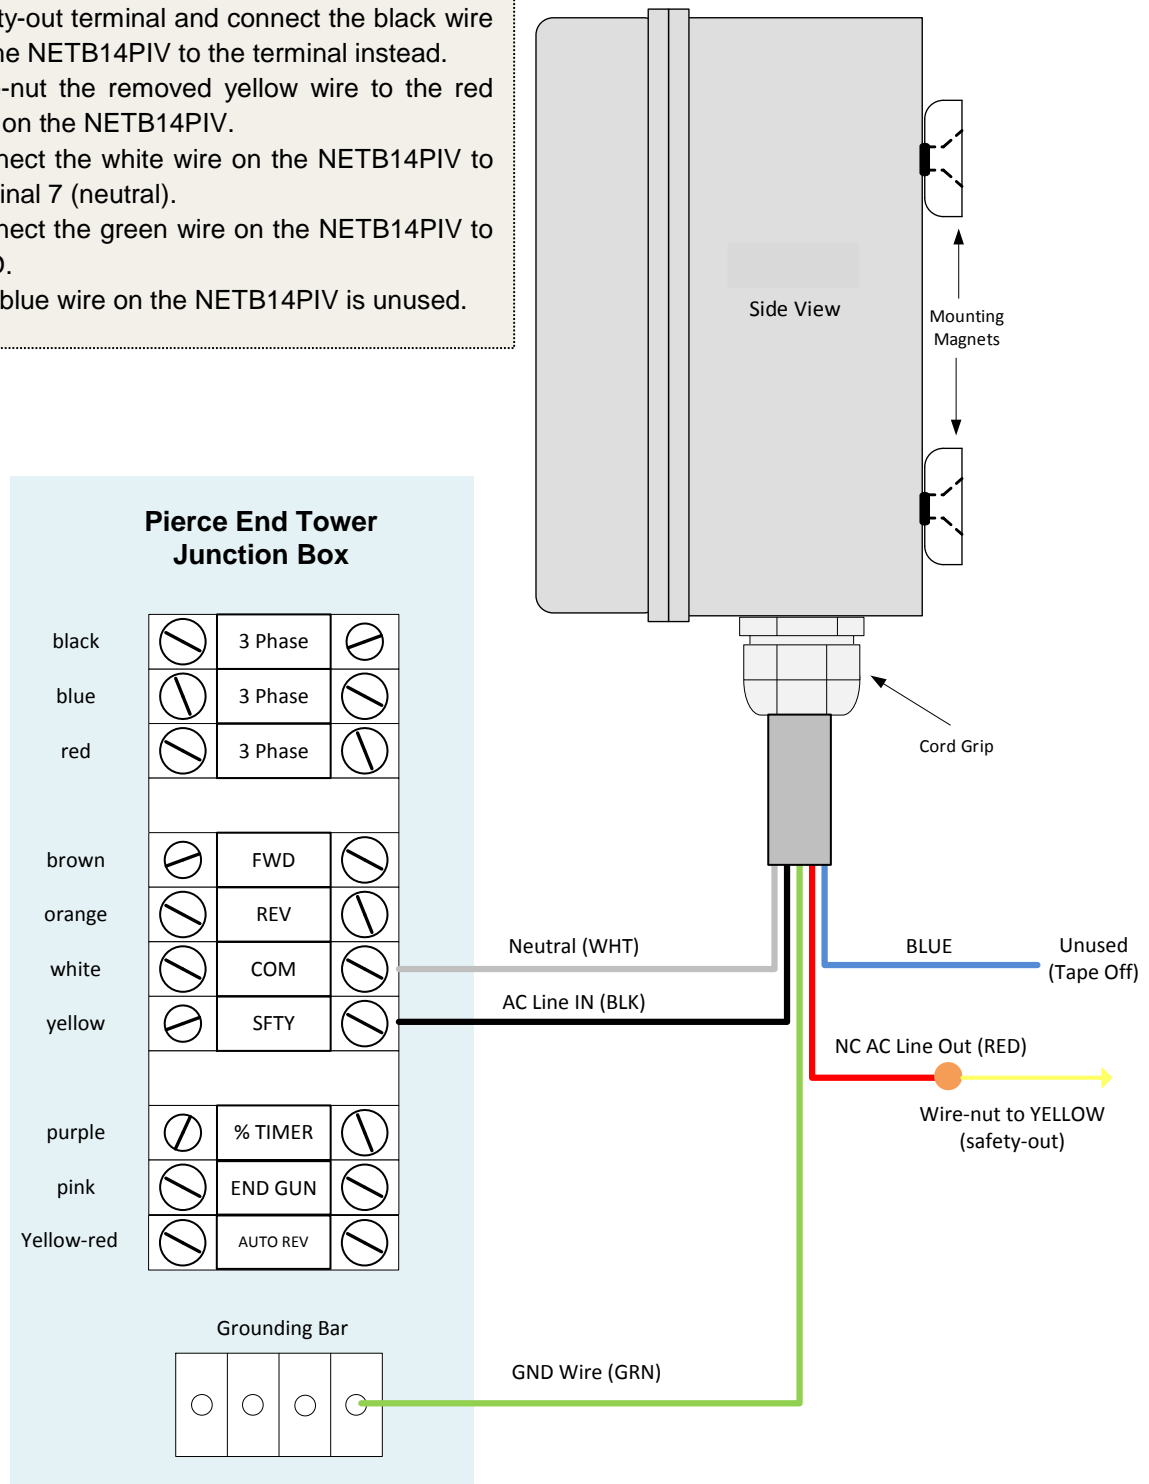 ty-out terminal and connect the black wire
he NETB14PIV to the terminal instead.
-nut the removed yellow wire to the red
on the NETB14PIV.
nect the white wire on the NETB14PIV to
inal 7 (neutral).
nect the green wire on the NETB14PIV to
D.
blue wire on the NETB14PIV is unused.
Side View
Mounting
Magnets
Cord Grip
Pierce End Tower
Junction Box
black 3 Phase
blue 3 Phase
red 3 Phase
brown FWD
orange REV
white COM
yellow SFTY
purple % TIMER
pink END GUN
Yellow-red AUTO REV
Neutral (WHT)
AC Line IN (BLK)
BLUE
Unused
(Tape Off)
NC AC Line Out (RED)
Wire-nut to YELLOW
(safety-out)
Grounding Bar
GND Wire (GRN)